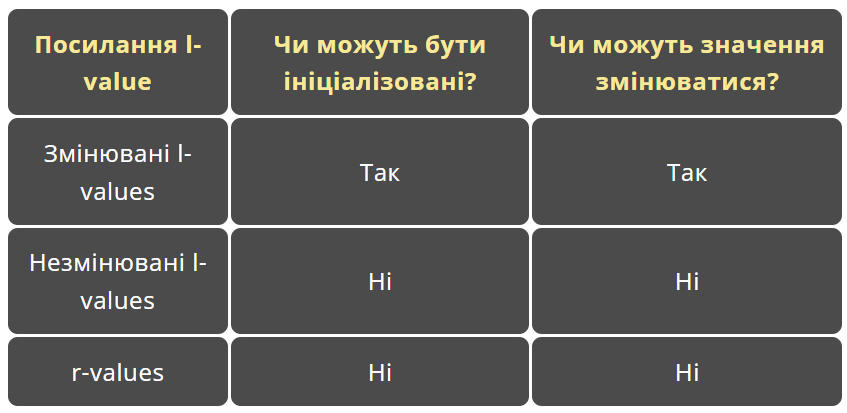 Посилання l-
value
Чи можуть бути
ініціалізовані?
Чи можуть значення
змінюватися?
Змінювані l-
values
Так
Так
Незмінювані l-
values
Ні
Ні
r-values
Ні
Ні